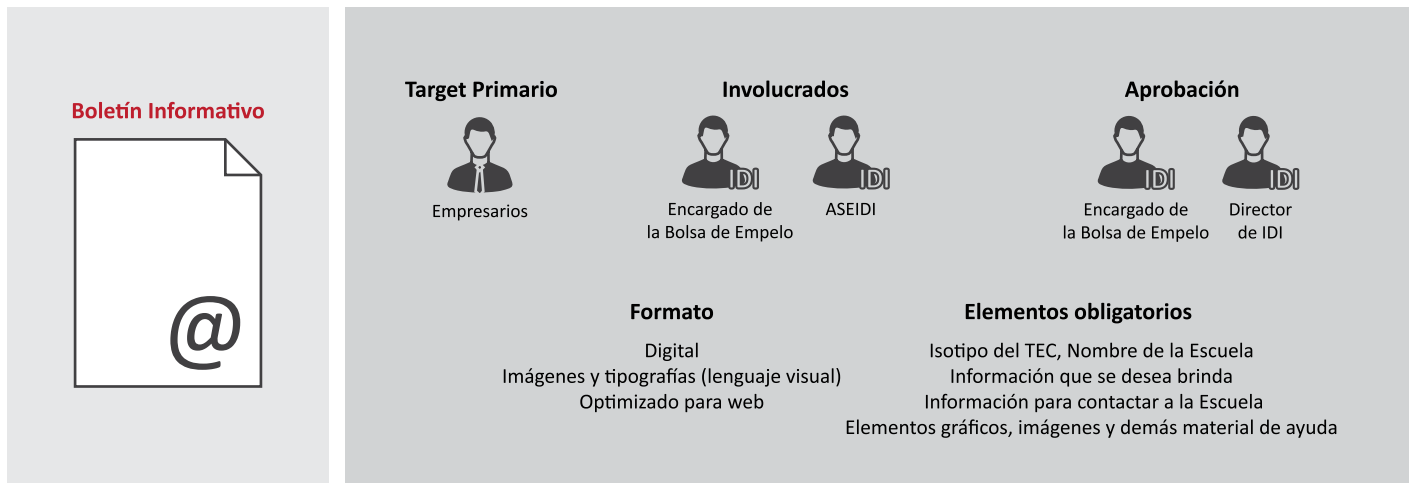 Boletín Informativo
@
Target Primario
Empresarios
Involucrados
IDI
Encargado de
la Bolsa de Empelo
IDI
ASEIDI
Aprobación
IDI
Encargado de
la Bolsa de Empelo
IDI
Director
de IDI
Formato
Digital
Imágenes y tipografías (lenguaje visual)
Optimizado para web
Elementos obligatorios
Isotipo del TEC, Nombre de la Escuela
Información que se desea brinda
Información para contactar a la Escuela
Elementos gráficos, imágenes y demás material de ayuda